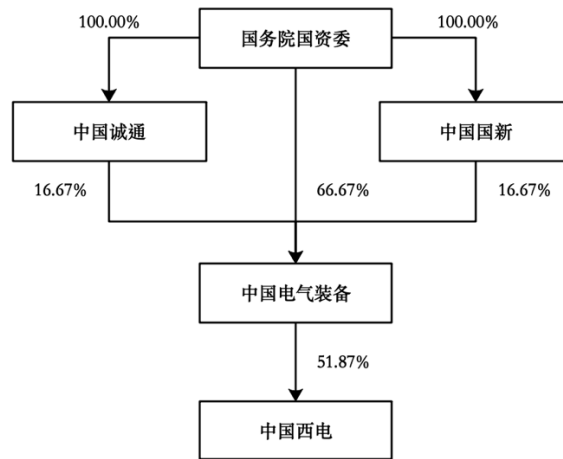 100.00%
国务院国资委
100.00%
中国诚通
中国国新
16.67%
66.67%
16.67%
中国电气装备
51.87%
中国西电